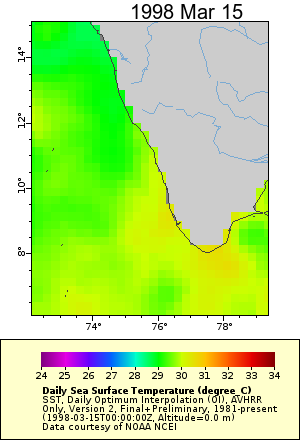 1998 Mar 15
14°
12°
10°
8°
74° 76° 78°
24 25 26 27 28 29 30 31 32 33 34
Daily Sea Surface Temperature (degree_C)
SST, Daily Optimum Interpolation (OI), AVHRR
Only, Version 2, Final+Preliminary, 1981-present
(1998-03-15T00:00:00Z, Altitude=0.0 m)
Data courtesy of NOAA NCEI